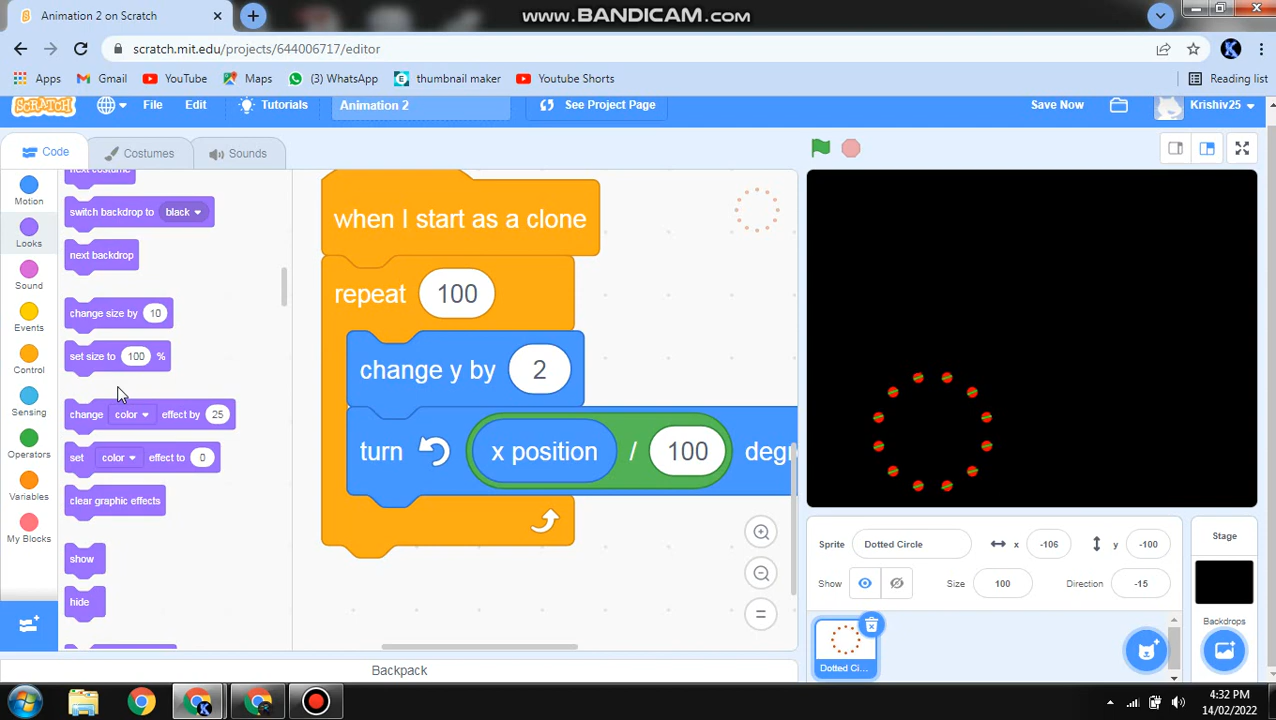 Animation 2 on Scratch
www.BANDICAM.com
scratch.mit.edu/projects/644006717/editor
Apps Gmail YouTube Maps (3) WhatsApp thumbnail maker Youtube Shorts Reading list
SCRATCH File Edit Tutorials Animation 2 See Project Page Save Now Krishiv25
Code Costumes Sounds
Motion
Looks
Sound
Events
Control
Sensing
Operators
Variables
My Blocks
next costume
switch backdrop to black
next backdrop
change size by 10
set size to 100 %
change color effect by 25
set color effect to 0
clear graphic effects
show
hide
when I start as a clone
repeat 100
change y by 2
turn x position / 100 degr
Backpack
Sprite Dotted Circle x -106 y -100
Show Size 100 Direction -15
Dotted Ci...
Stage
Backdrops
4:32 PM
14/02/2022